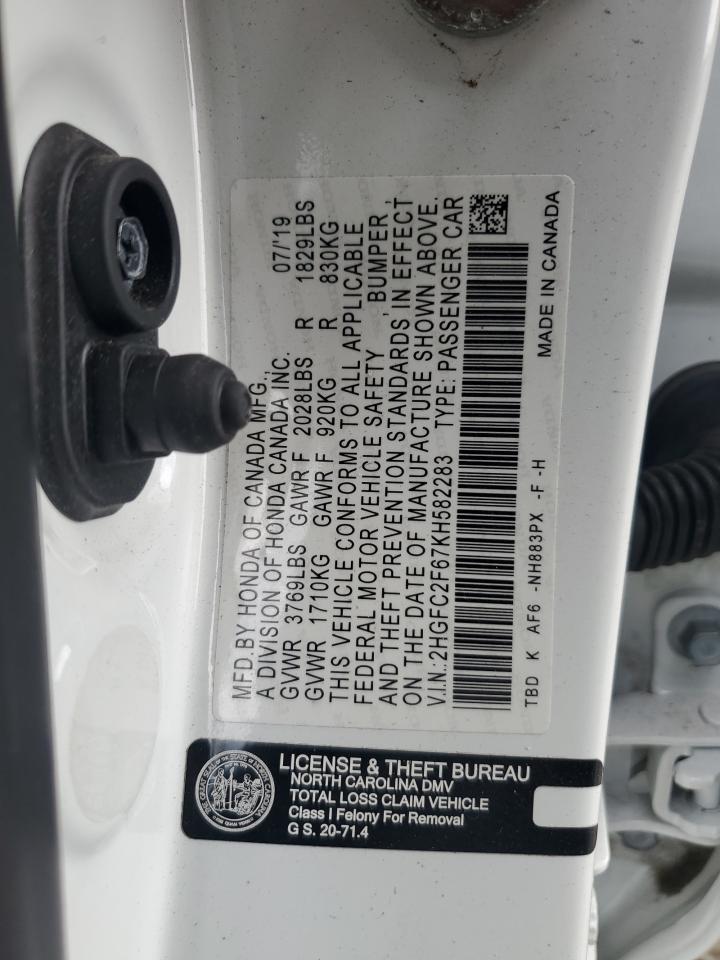 MFD.BY HONDA OF CANADA MFG.,
A DIVISION OF HONDA CANADA INC. 07/'19
GVWR 3769LBS GAWR F 2028LBS R 1829LBS
GVWR 1710KG GAWR F 920KG R 830KG
THIS VEHICLE CONFORMS TO ALL APPLICABLE
FEDERAL MOTOR VEHICLE SAFETY , BUMPER ,
AND THEFT PREVENTION STANDARDS IN EFFECT
ON THE DATE OF MANUFACTURE SHOWN ABOVE.
V.I.N.:2HGFC2F67KH582283 TYPE: PASSENGER CAR
TBD K AF6 -NH883PX -F -H MADE IN CANADA
LICENSE & THEFT BUREAU
NORTH CAROLINA DMV
TOTAL LOSS CLAIM VEHICLE
Class I Felony For Removal
G S. 20-71.4